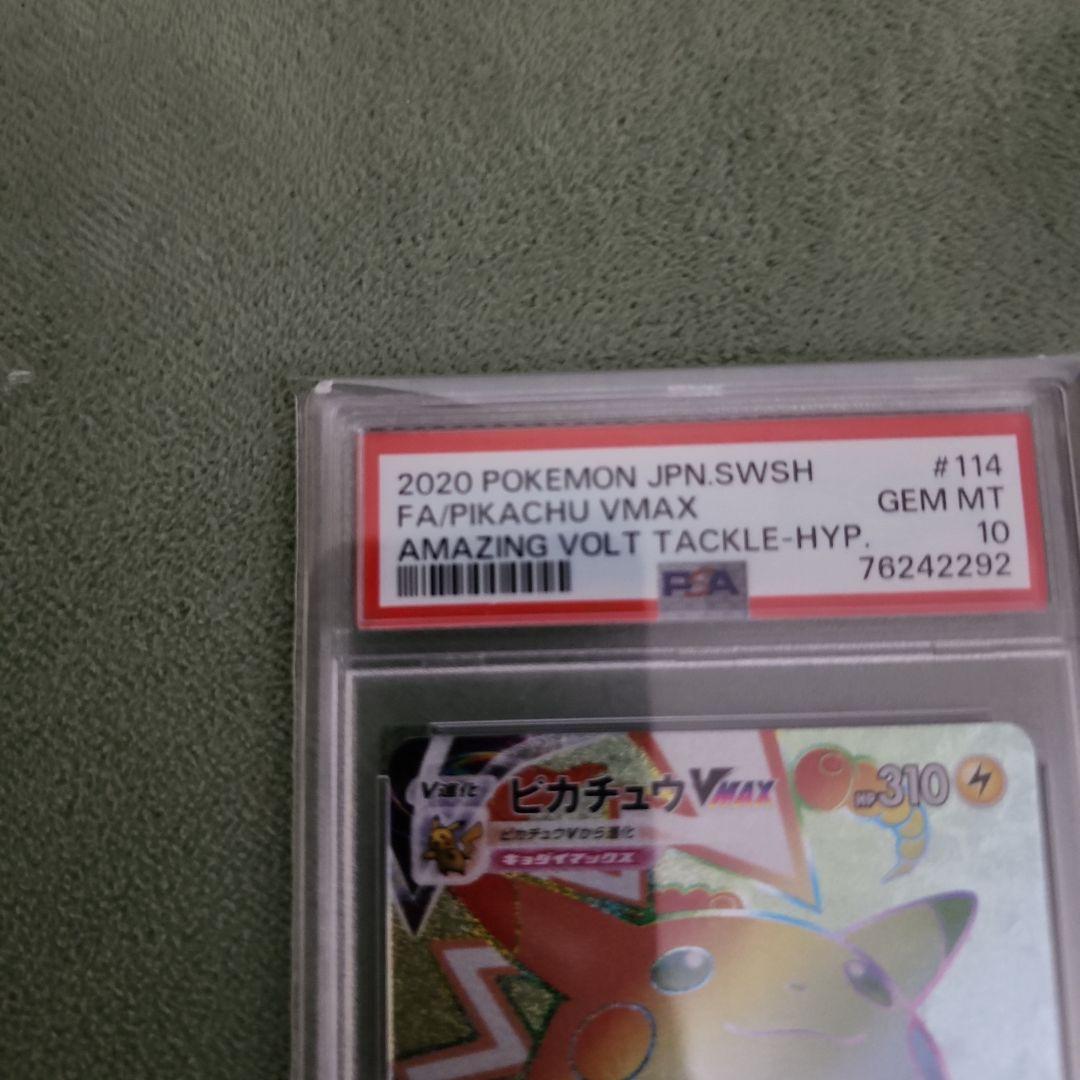 2020 POKEMON JPN.SWSH #114
FA/PIKACHU VMAX GEM MT
AMAZING VOLT TACKLE-HYP. 10
76242292
PSA
V進化 ピカチュウVMAX HP310
ピカチュウVから進化
キョダイマックス